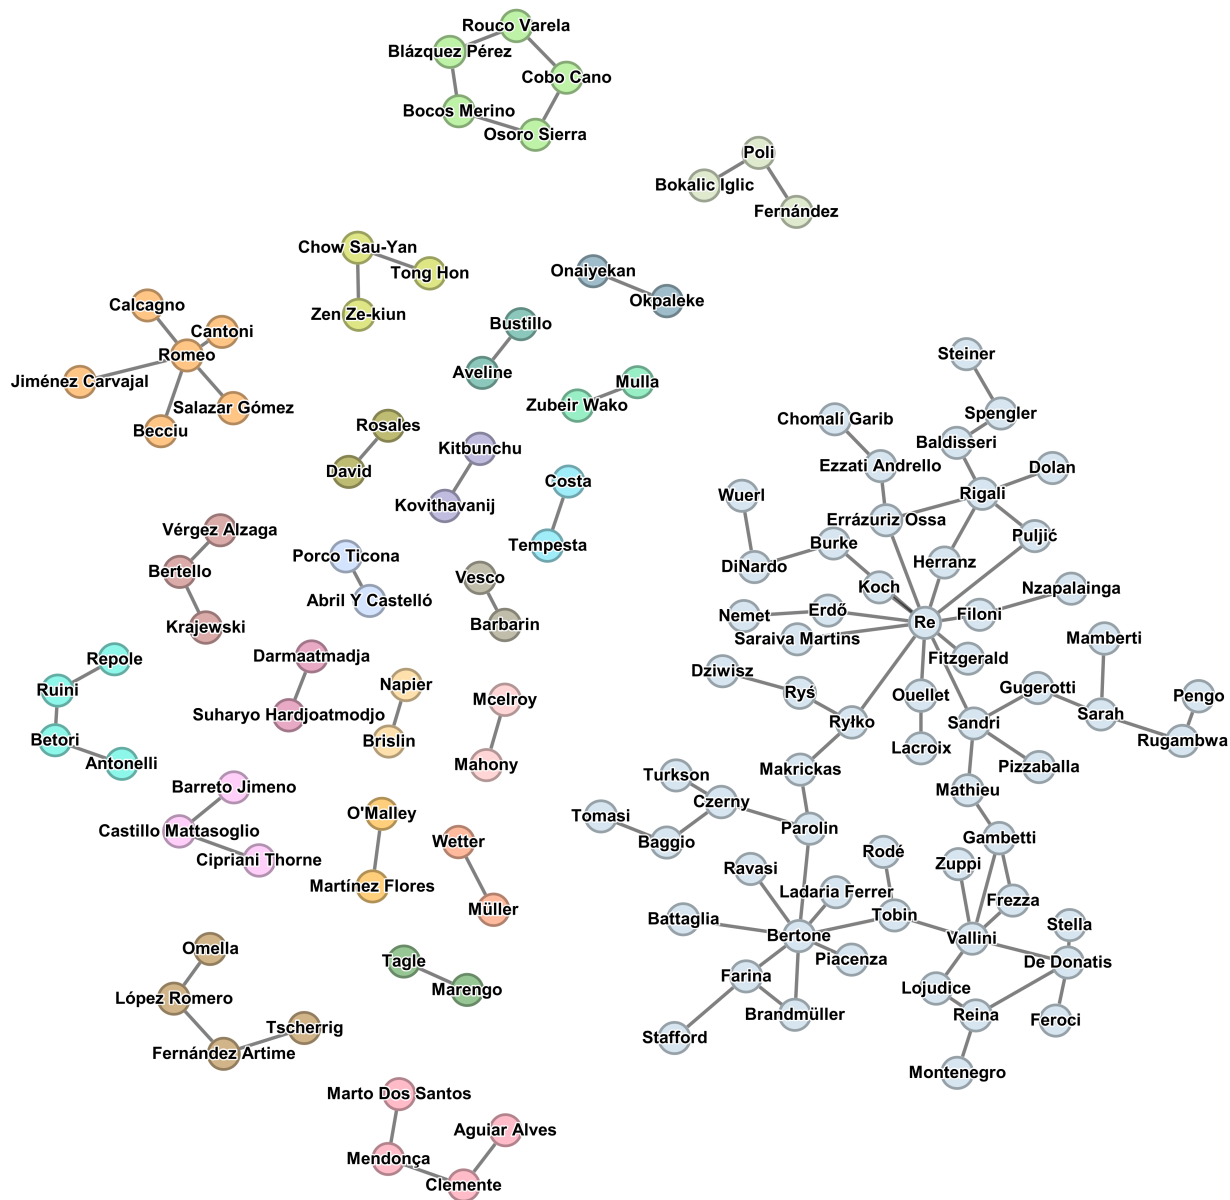 Rouco Varela
Blázquez Pérez
Cobo Cano
Bocos Merino
Osoro Sierra
Poli
Bokalic Iglic
Fernández
Chow Sau-Yan
Tong Hon
Zen Ze-kiun
Onaiyekan
Okpaleke
Calcagno
Cantoni
Romeo
Jiménez Carvajal
Salazar Gómez
Becciu
Bustillo
Aveline
Mulla
Zubeir Wako
Rosales
David
Kitbunchu
Kovithavanij
Costa
Tempesta
Vérgez Alzaga
Bertello
Krajewski
Porco Ticona
Abril Y Castelló
Vesco
Barbarin
Repole
Ruini
Betori
Antonelli
Darmaatmadja
Suharyo Hardjoatmodjo
Napier
Brislin
Mcelroy
Mahony
Barreto Jimeno
Castillo Mattasoglio
Cipriani Thorne
O'Malley
Martínez Flores
Wetter
Müller
Omella
López Romero
Tscherrig
Fernández Artime
Tagle
Marengo
Marto Dos Santos
Aguiar Alves
Mendonça
Clemente
Steiner
Spengler
Chomalí Garib
Baldisseri
Ezzati Andrello
Dolan
Wuerl
Rigali
Errázuriz Ossa
Puljić
Burke
DiNardo
Herranz
Koch
Nzapalainga
Nemet
Erdő
Filoni
Re
Saraiva Martins
Mamberti
Fitzgerald
Dziwisz
Ryś
Ouellet
Gugerotti
Pengo
Ryłko
Sandri
Sarah
Rugambwa
Lacroix
Makrickas
Pizzaballa
Turkson
Mathieu
Czerny
Tomasi
Parolin
Baggio
Gambetti
Rodé
Zuppi
Ravasi
Ladaria Ferrer
Frezza
Battaglia
Tobin
Stella
Bertone
Vallini
Piacenza
De Donatis
Farina
Lojudice
Brandmüller
Reina
Feroci
Stafford
Montenegro